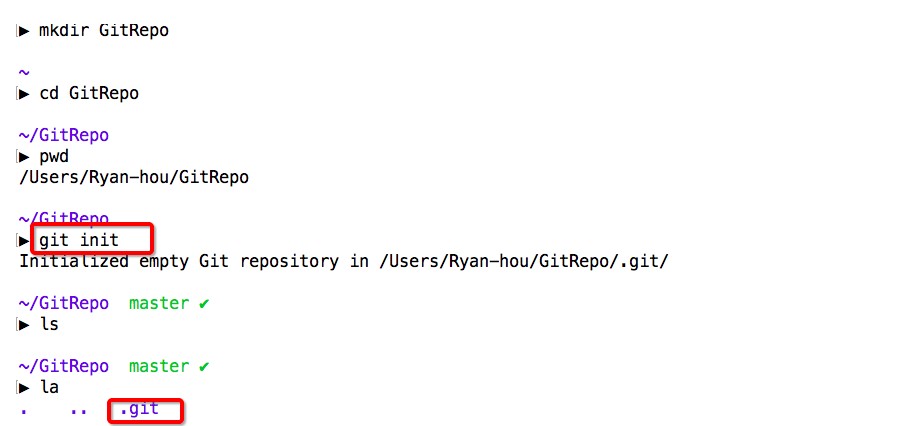 ▶ mkdir GitRepo
~
▶ cd GitRepo
~/GitRepo
▶ pwd
/Users/Ryan-hou/GitRepo
~/GitRepo
▶ git init
Initialized empty Git repository in /Users/Ryan-hou/GitRepo/.git/
~/GitRepo  master ✔
▶ ls
~/GitRepo  master ✔
▶ la
.    ..   .git